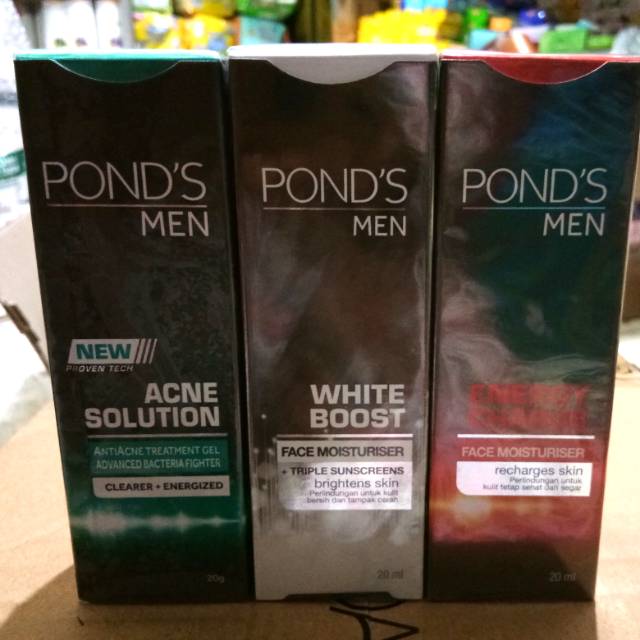 POND'S
MEN
NEW
PROVEN TECH
ACNE
SOLUTION
ANTIACNE TREATMENT GEL
ADVANCED BACTERIA FIGHTER
CLEARER + ENERGIZED
20g
POND'S
MEN
WHITE
BOOST
FACE MOISTURISER
+ TRIPLE SUNSCREENS
brightens skin
Perlindungan untuk kulit
bersih dan tampak cerah
20 ml
POND'S
MEN
ENERGY
FACE MOISTURISER
recharges skin
Perlindungan untuk
kulit tetap sehat dan segar
20 ml